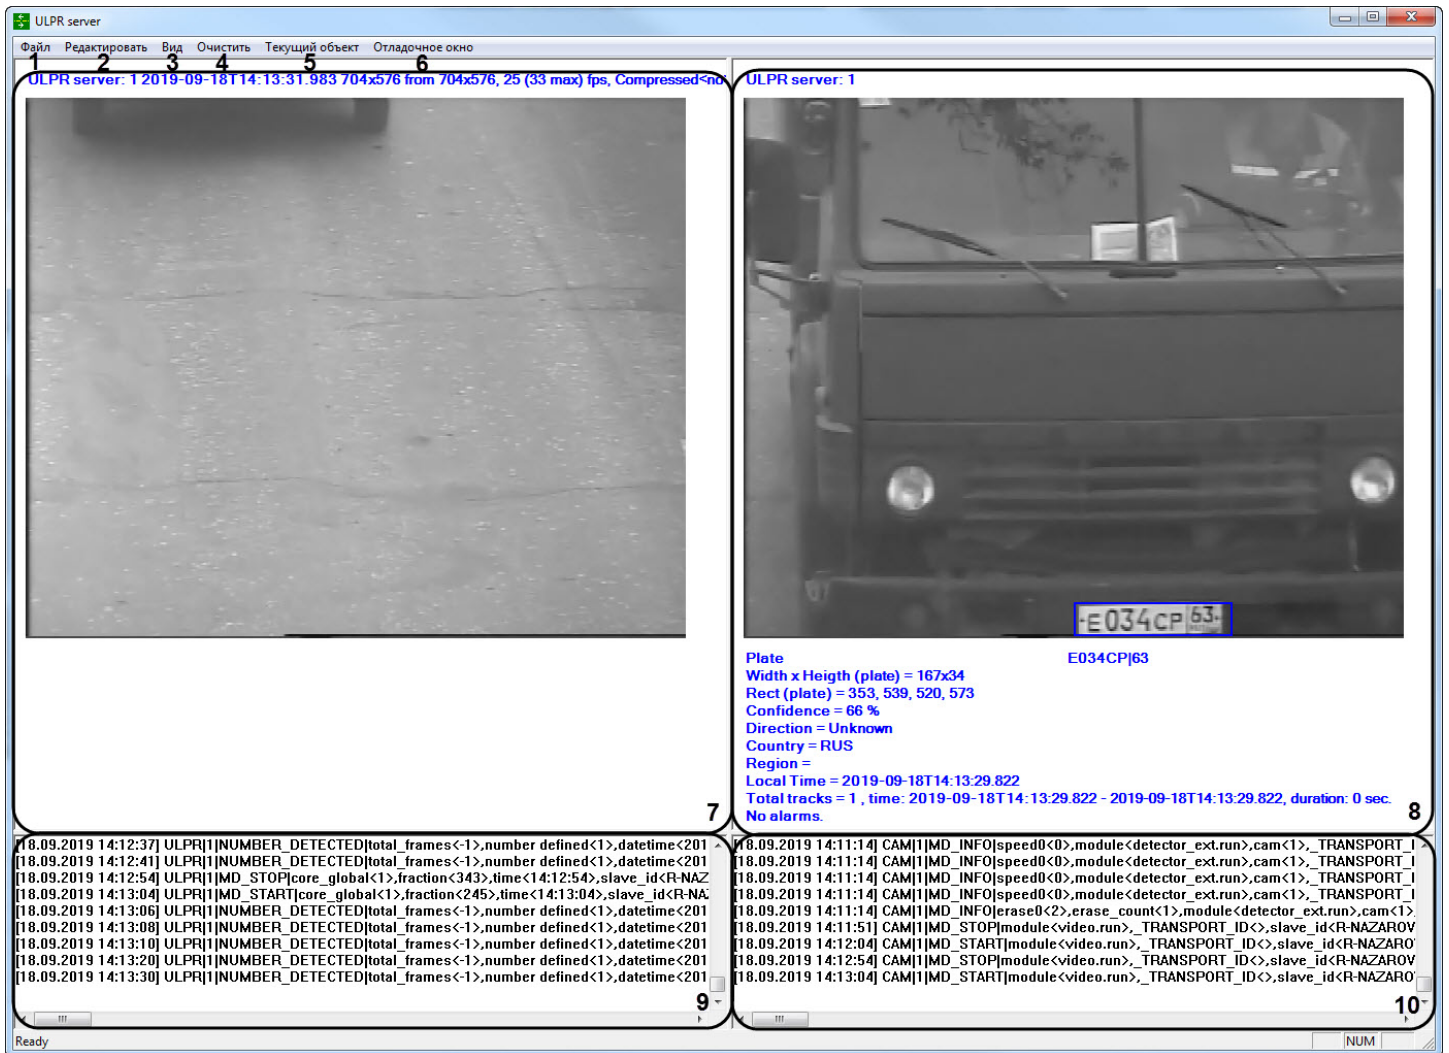 ULPR server
Файл Редактировать Вид Очистить Текущий объект Отладочное окно
1 2 3 4 5 6
ULPR server: 1 2019-09-18T14:13:31.983 704x576 from 704x576, 25 (33 max) fps, Compressed<no
ULPR server: 1
E034CP 63
Plate E034CP|63
Width x Heigth (plate) = 167x34
Rect (plate) = 353, 539, 520, 573
Confidence = 66 %
Direction = Unknown
Country = RUS
Region =
Local Time = 2019-09-18T14:13:29.822
Total tracks = 1 , time: 2019-09-18T14:13:29.822 - 2019-09-18T14:13:29.822, duration: 0 sec.
No alarms.
7
8
[18.09.2019 14:12:37] ULPR|1|NUMBER_DETECTED|total_frames<-1>,number defined<1>,datetime<201
[18.09.2019 14:12:41] ULPR|1|NUMBER_DETECTED|total_frames<-1>,number defined<1>,datetime<201
[18.09.2019 14:12:54] ULPR|1|MD_STOP|core_global<1>,fraction<343>,time<14:12:54>,slave_id<R-NAZ
[18.09.2019 14:13:04] ULPR|1|MD_START|core_global<1>,fraction<245>,time<14:13:04>,slave_id<R-NA
[18.09.2019 14:13:06] ULPR|1|NUMBER_DETECTED|total_frames<-1>,number defined<1>,datetime<201
[18.09.2019 14:13:08] ULPR|1|NUMBER_DETECTED|total_frames<-1>,number defined<1>,datetime<201
[18.09.2019 14:13:10] ULPR|1|NUMBER_DETECTED|total_frames<-1>,number defined<1>,datetime<201
[18.09.2019 14:13:20] ULPR|1|NUMBER_DETECTED|total_frames<-1>,number defined<1>,datetime<201
[18.09.2019 14:13:30] ULPR|1|NUMBER_DETECTED|total_frames<-1>,number defined<1>,datetime<201
9
[18.09.2019 14:11:14] CAM|1|MD_INFO|speed0<0>,module<detector_ext.run>,cam<1>,_TRANSPORT_I
[18.09.2019 14:11:14] CAM|1|MD_INFO|speed0<0>,module<detector_ext.run>,cam<1>,_TRANSPORT_I
[18.09.2019 14:11:14] CAM|1|MD_INFO|speed0<0>,module<detector_ext.run>,cam<1>,_TRANSPORT_I
[18.09.2019 14:11:14] CAM|1|MD_INFO|speed0<0>,module<detector_ext.run>,cam<1>,_TRANSPORT_I
[18.09.2019 14:11:14] CAM|1|MD_INFO|erase0<2>,erase_count<1>,module<detector_ext.run>,cam<1>,
[18.09.2019 14:11:51] CAM|1|MD_STOP|module<video.run>,_TRANSPORT_ID<>,slave_id<R-NAZAROV
[18.09.2019 14:12:04] CAM|1|MD_START|module<video.run>,_TRANSPORT_ID<>,slave_id<R-NAZARO
[18.09.2019 14:12:54] CAM|1|MD_STOP|module<video.run>,_TRANSPORT_ID<>,slave_id<R-NAZAROV
[18.09.2019 14:13:04] CAM|1|MD_START|module<video.run>,_TRANSPORT_ID<>,slave_id<R-NAZARO
10
Ready
NUM